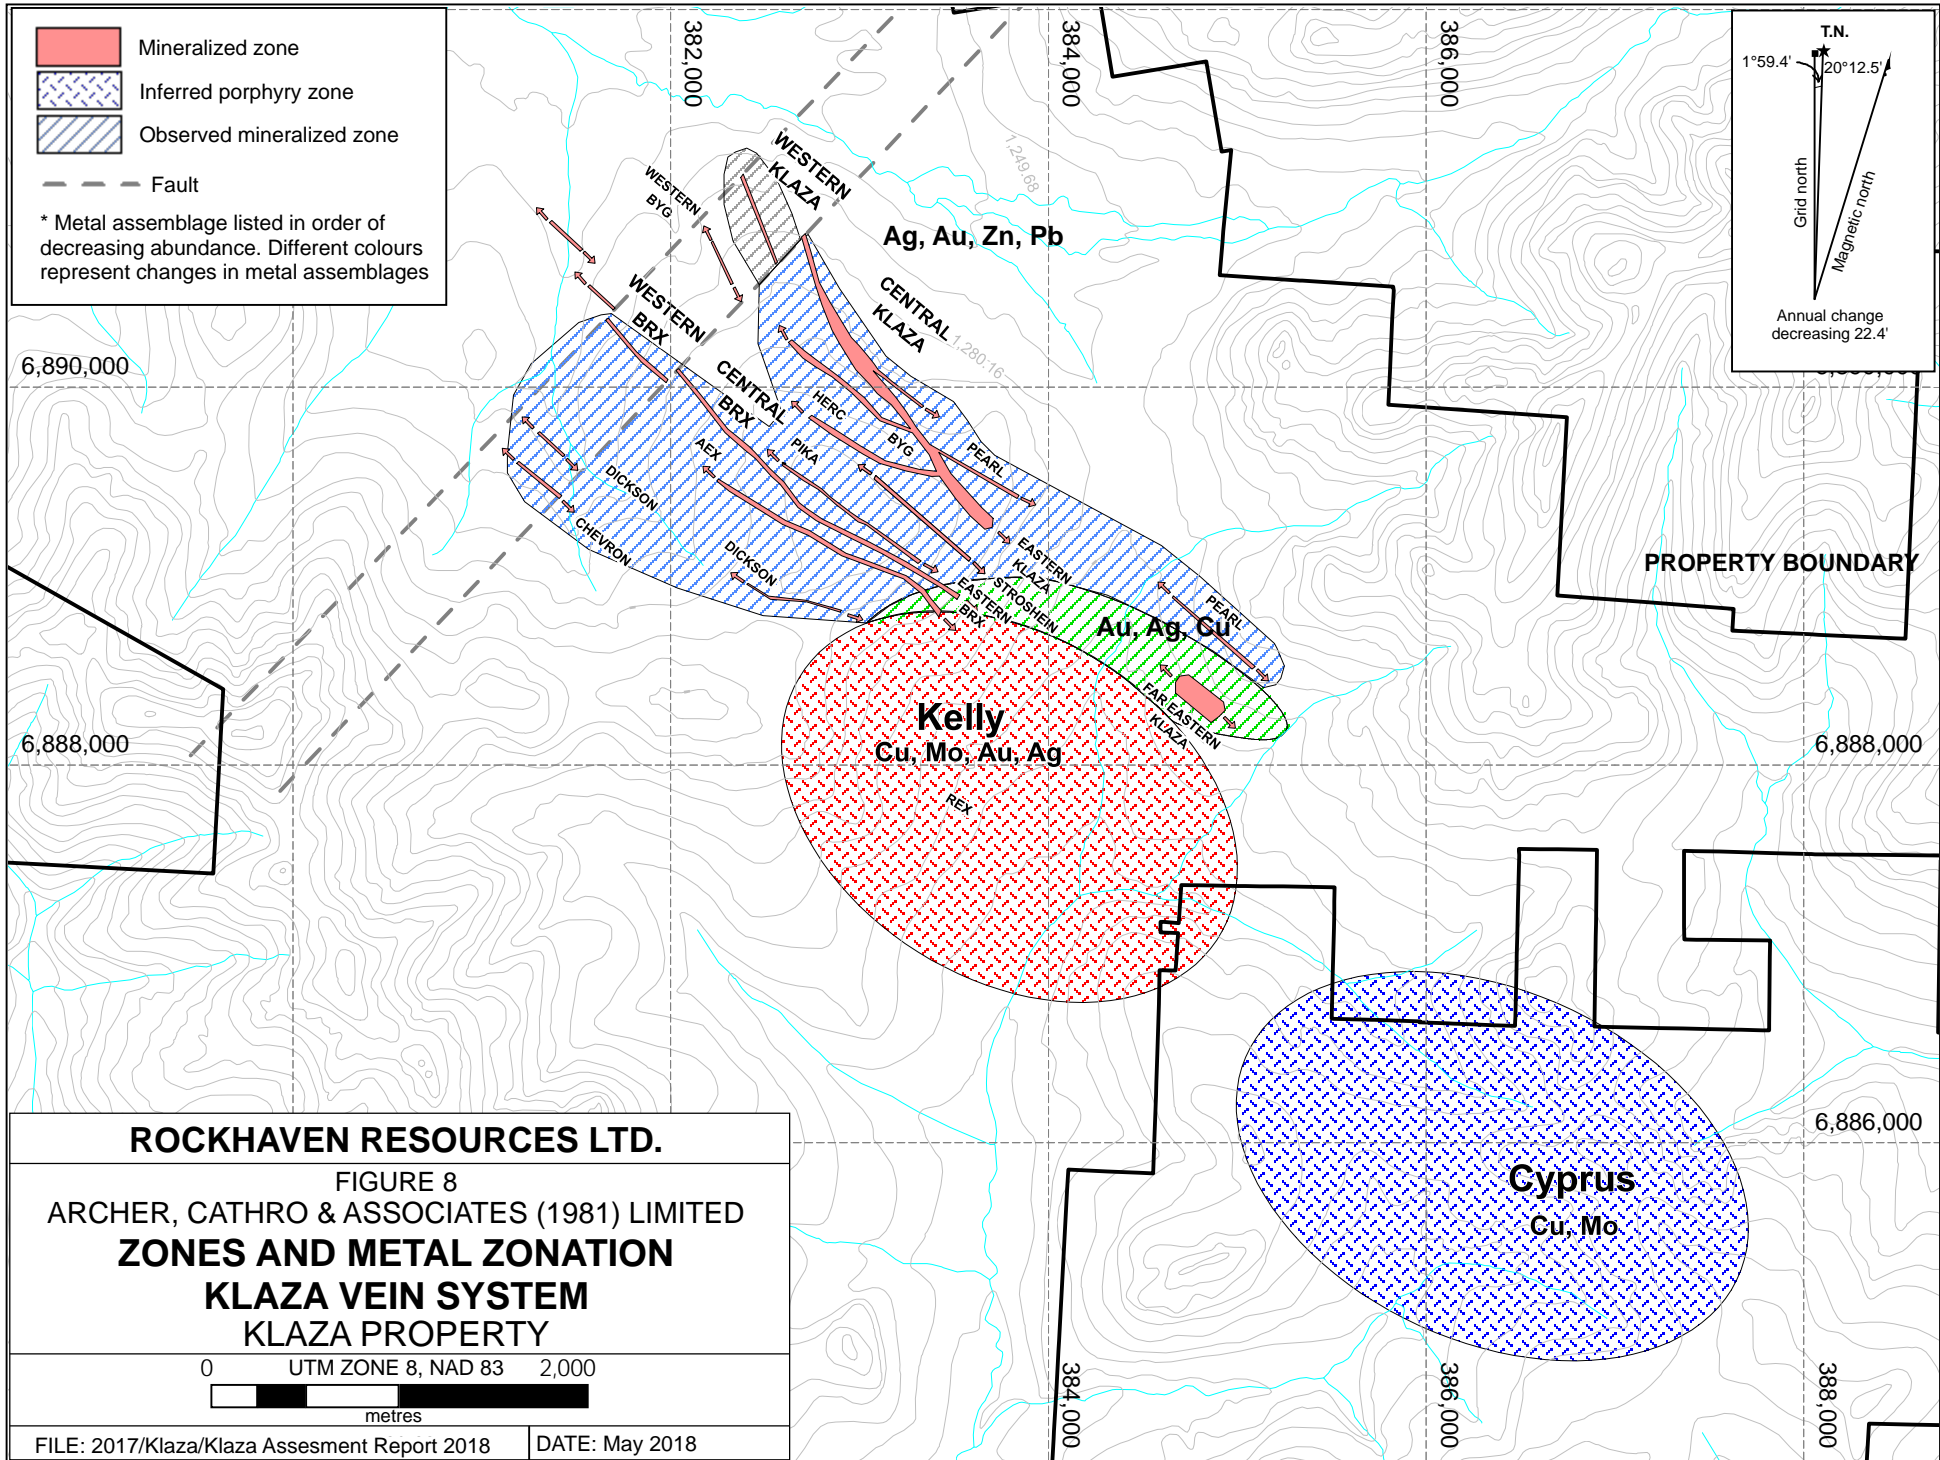 Mineralized zone
Inferred porphyry zone
Observed mineralized zone
Fault
* Metal assemblage listed in order of
decreasing abundance. Different colours
represent changes in metal assemblages
382,000
384,000
386,000
T.N.
1°59.4'
20°12.5'
Grid north
Magnetic north
Annual change
decreasing 22.4'
1,249.68
WESTERN
KLAZA
WESTERN
BYG
Ag, Au, Zn, Pb
WESTERN
BRX
CENTRAL
KLAZA
1,280.16
6,890,000
CENTRAL
BRX
HERC
BYG
PEARL
AEX
PIKA
DICKSON
CHEVRON
DICKSON
EASTERN
KLAZA
STROSHEIN
EASTERN
BRX
PEARL
Au, Ag, Cu
PROPERTY BOUNDARY
FAR EASTERN
KLAZA
Kelly
Cu, Mo, Au, Ag
REX
6,888,000
6,888,000
6,886,000
Cyprus
Cu, Mo
384,000
386,000
388,000
ROCKHAVEN RESOURCES LTD.
FIGURE 8
ARCHER, CATHRO & ASSOCIATES (1981) LIMITED
ZONES AND METAL ZONATION
KLAZA VEIN SYSTEM
KLAZA PROPERTY
0 UTM ZONE 8, NAD 83 2,000
metres
FILE: 2017/Klaza/Klaza Assesment Report 2018
DATE: May 2018